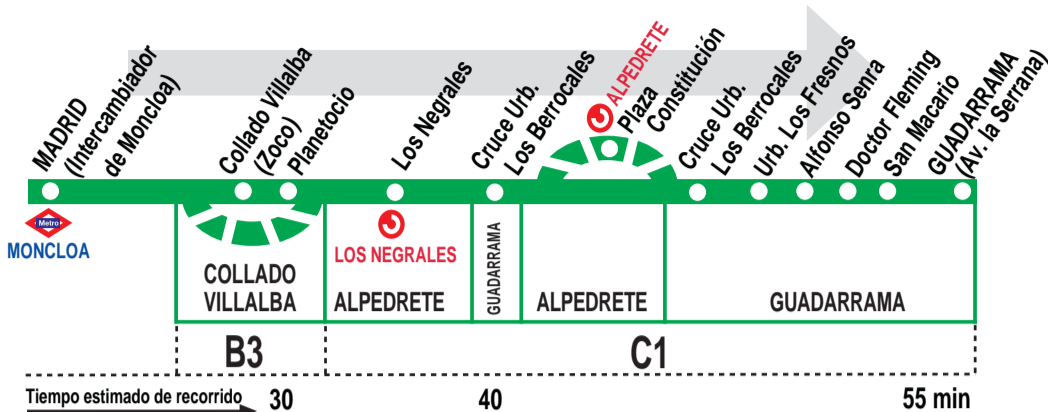 MADRID
(Intercambiador
de Moncloa)
Collado Villalba
(Zoco)
Planetocio
Los Negrales
Cruce Urb.
Los Berrocales
ALPEDRETE
Plaza
Constitución
Cruce Urb.
Los Berrocales
Urb. Los Fresnos
Alfonso Senra
Doctor Fleming
San Macario
GUADARRAMA
(Av. la Serrana)
Metro
MONCLOA
LOS NEGRALES
COLLADO
VILLALBA
ALPEDRETE
GUADARRAMA
ALPEDRETE
GUADARRAMA
B3
C1
Tiempo estimado de recorrido
30
40
55 min